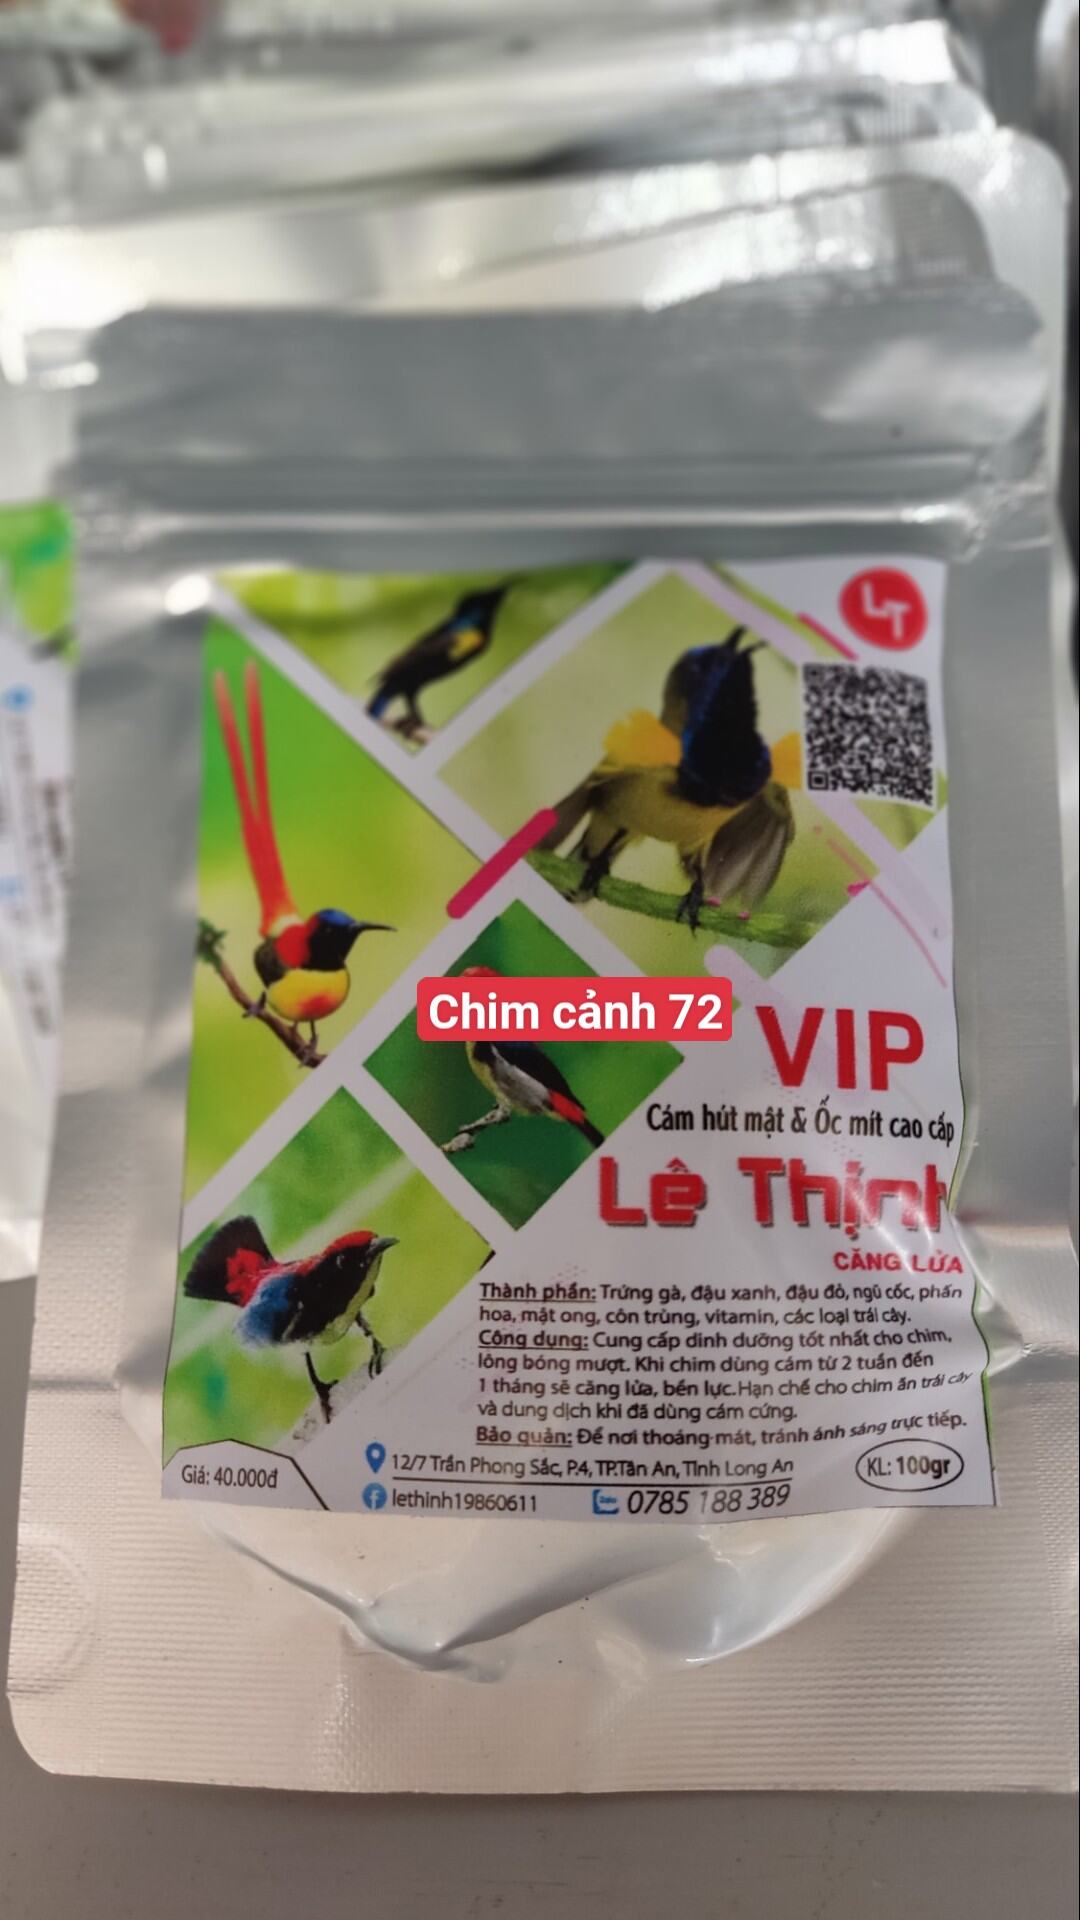 LT
Chim cảnh 72
VIP
Cám hút mật & Ốc mít cao cấp
Lê Thịnh
CĂNG LỬA
Thành phần: Trứng gà, đậu xanh, đậu đỏ, ngũ cốc, phấn
hoa, mật ong, côn trùng, vitamin, các loại trái cây.
Công dụng: Cung cấp dinh dưỡng tốt nhất cho chim,
lông bóng mượt. Khi chim dùng cám từ 2 tuần đến
1 tháng sẽ căng lửa, bền lực. Hạn chế cho chim ăn trái cây
và dung dịch khi đã dùng cám cứng.
Bảo quản: Để nơi thoáng mát, tránh ánh sáng trực tiếp.
Giá: 40.000đ
12/7 Trần Phong Sắc, P.4, TP.Tân An, Tỉnh Long An
KL: 100gr
lethinh19860611
0785 188 389